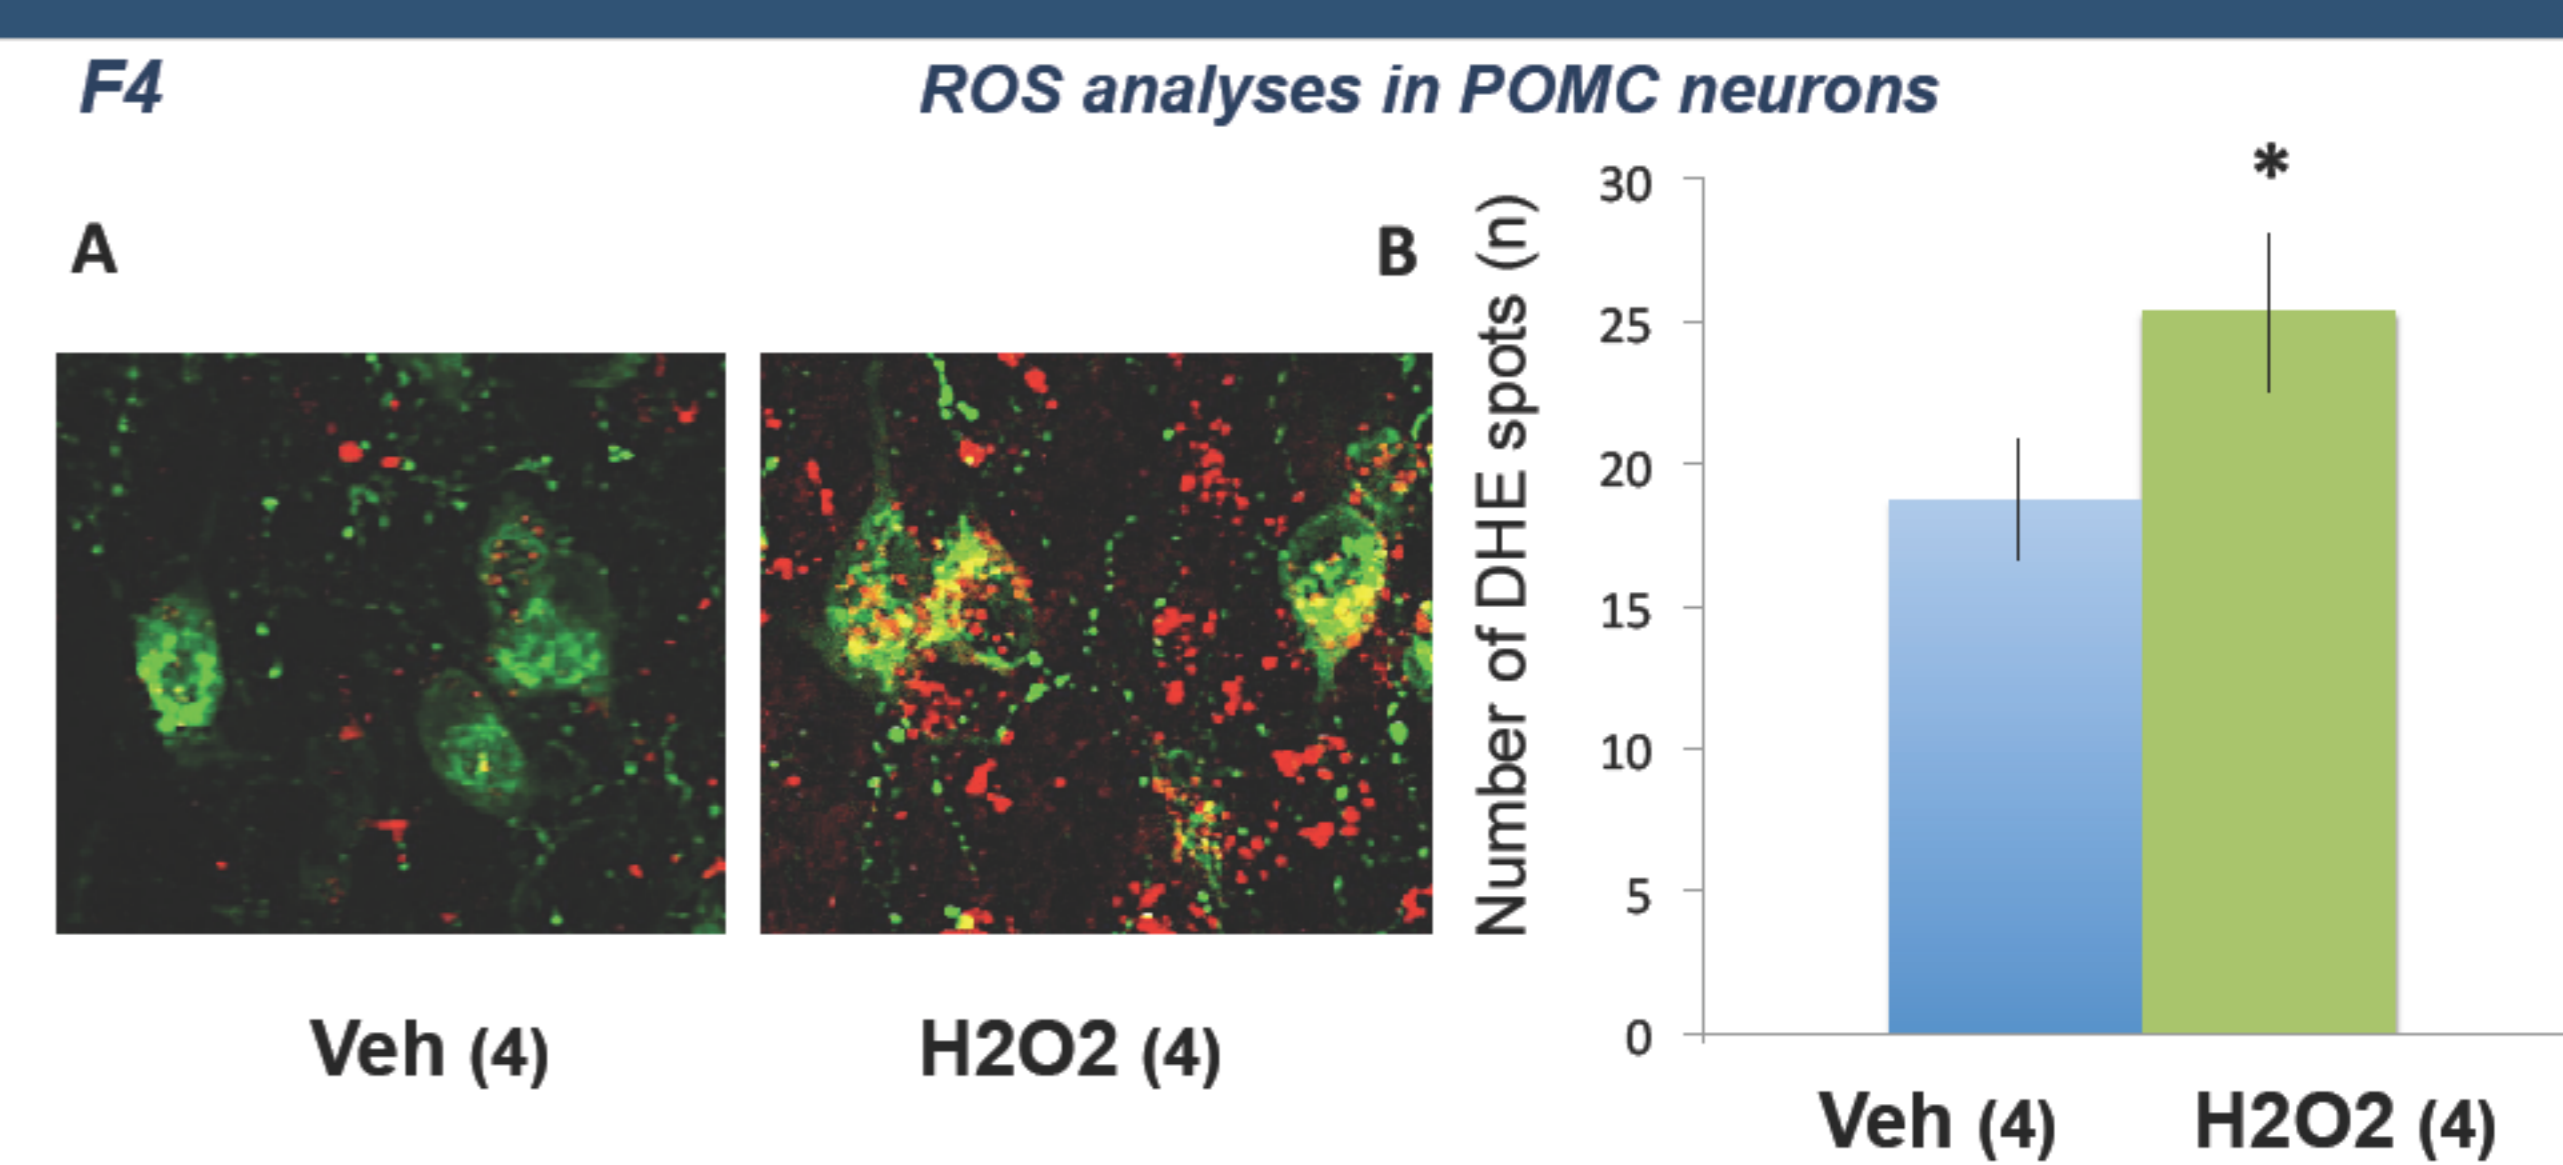 F4
ROS analyses in POMC neurons
A
B
Veh (4)
H2O2 (4)
Number of DHE spots (n)
30
25
20
15
10
5
0
*
Veh (4)
H2O2 (4)